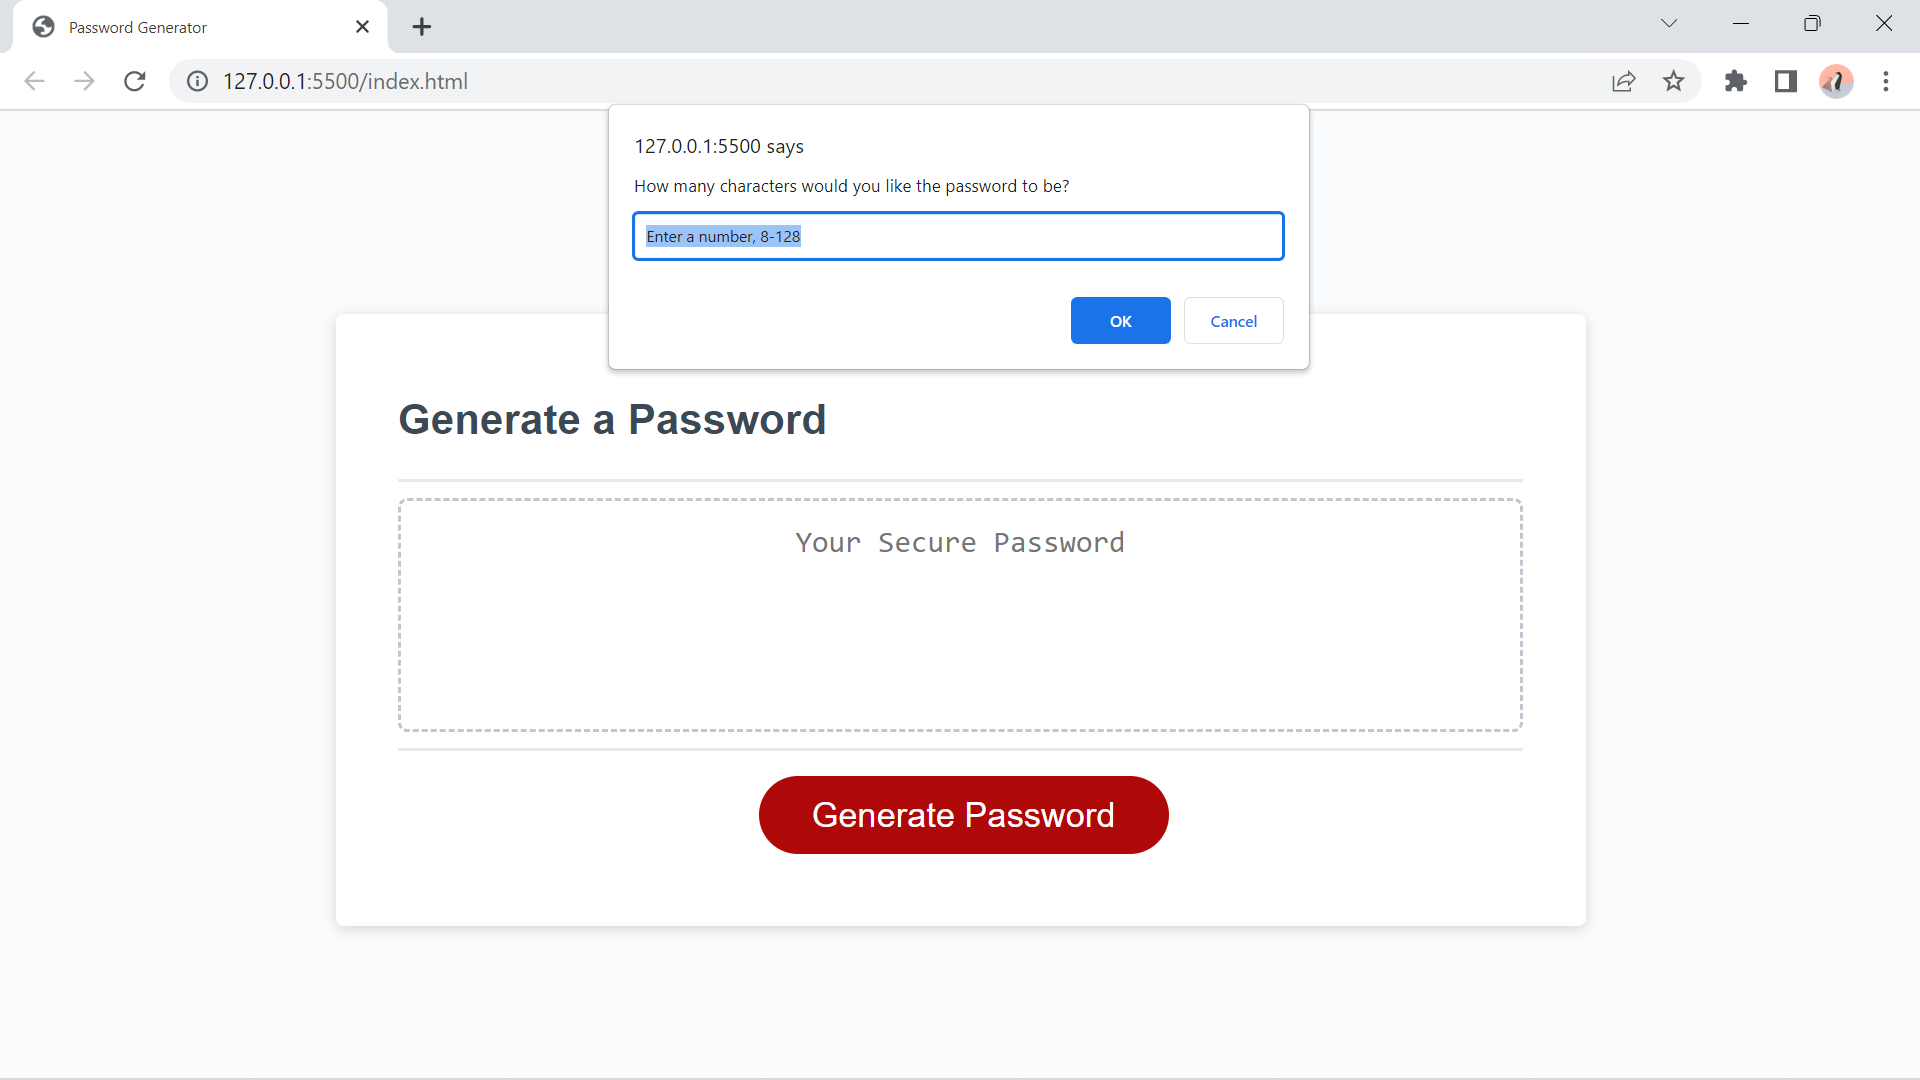 Password Generator
127.0.0.1:5500/index.html
127.0.0.1:5500 says
How many characters would you like the password to be?
Enter a number, 8-128
OK
Cancel
Generate a Password
Your Secure Password
Generate Password